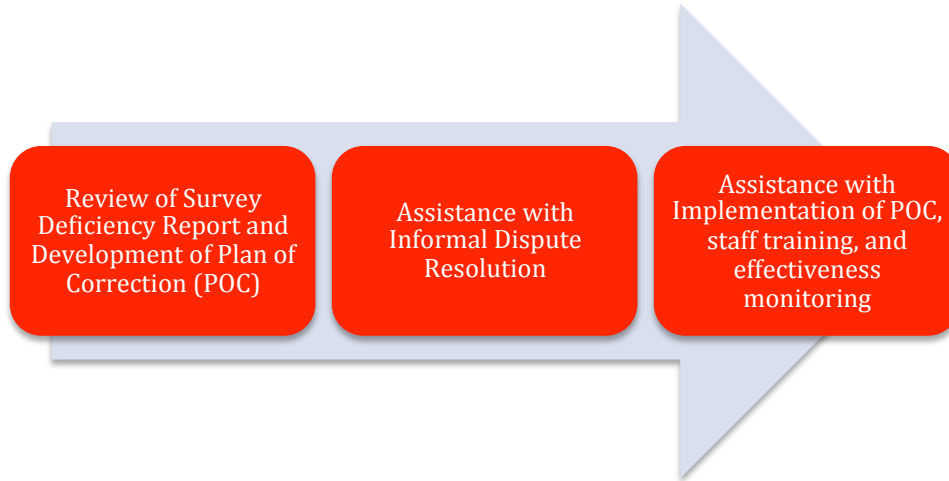 Review of Survey
Deficiency Report and
Development of Plan of
Correction (POC)
Assistance with
Informal Dispute
Resolution
Assistance with
Implementation of POC,
staff training, and
effectiveness
monitoring